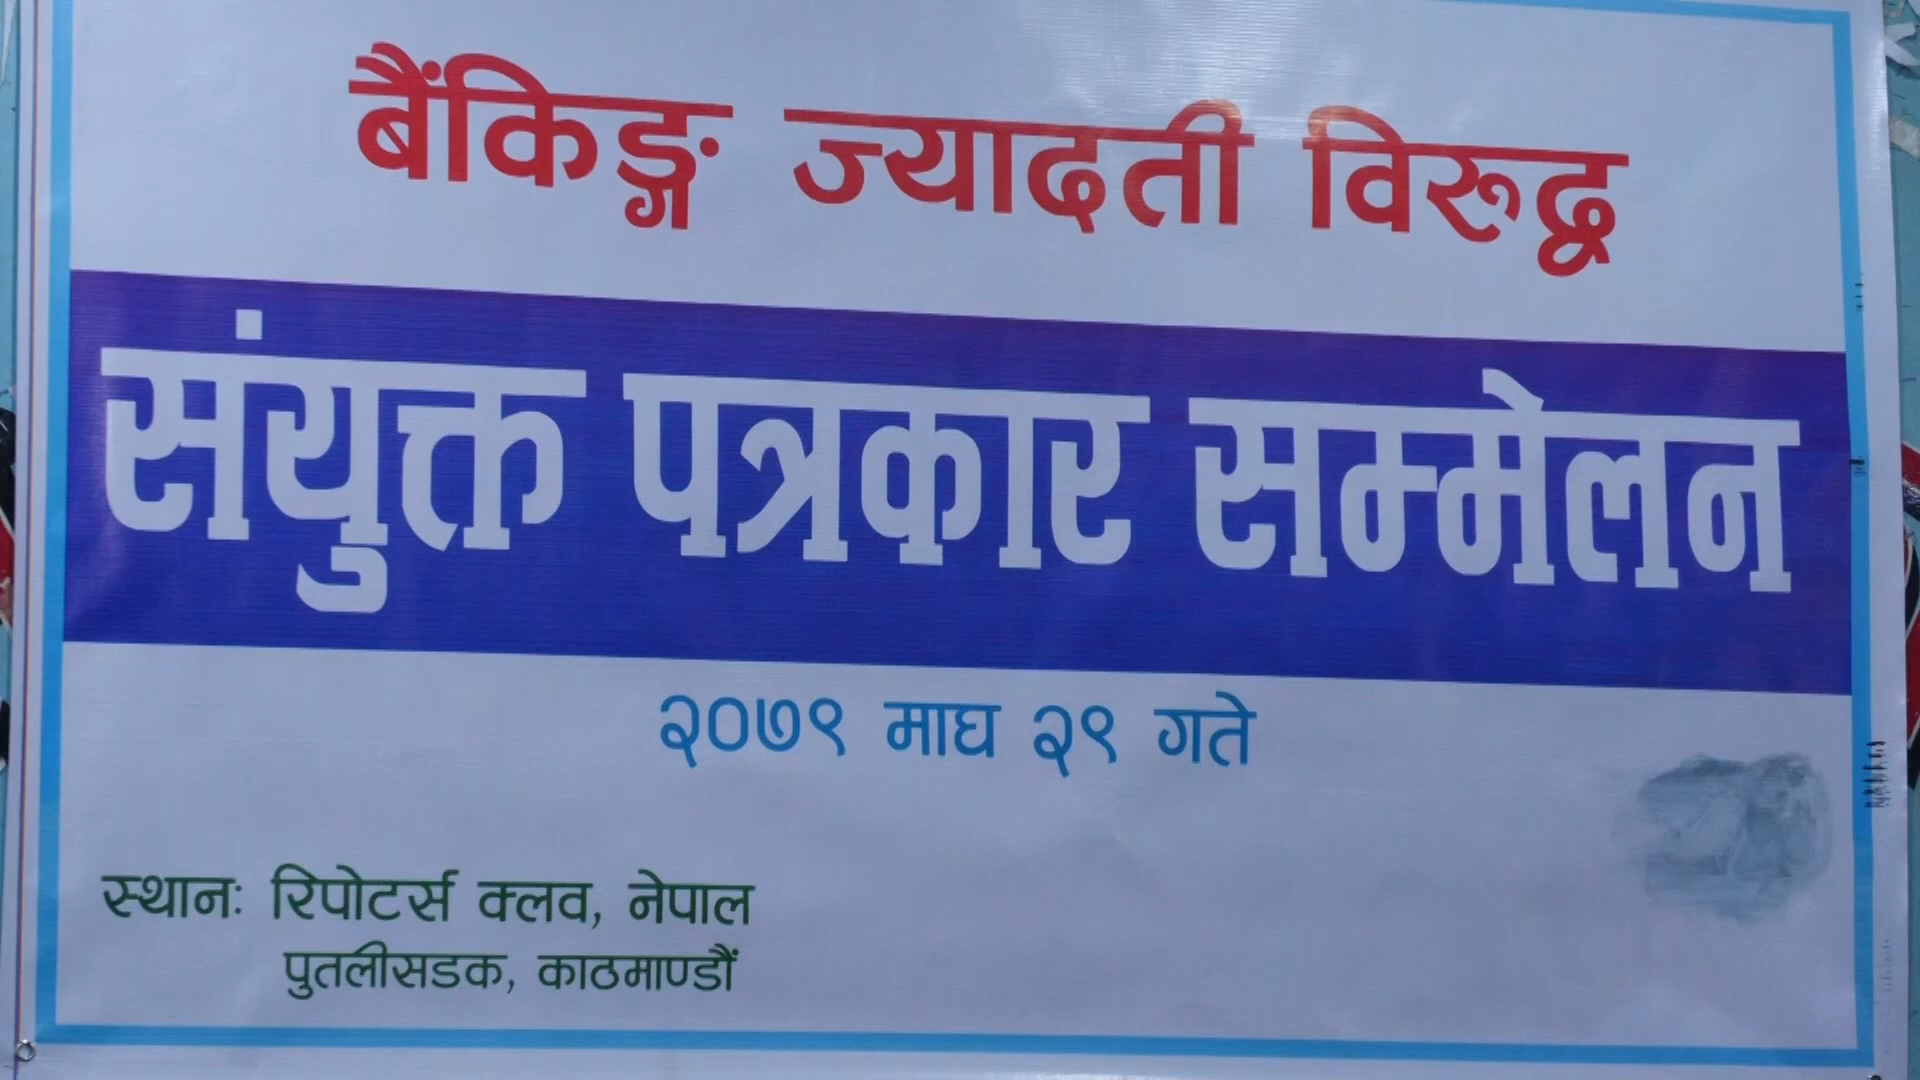 बैंकिङ्ग ज्यादती विरूद्ध
संयुक्त पत्रकार सम्मेलन
२०७९ माघ २९ गते
स्थानः रिपोटर्स क्लव, नेपाल
पुतलीसडक, काठमाण्डौं